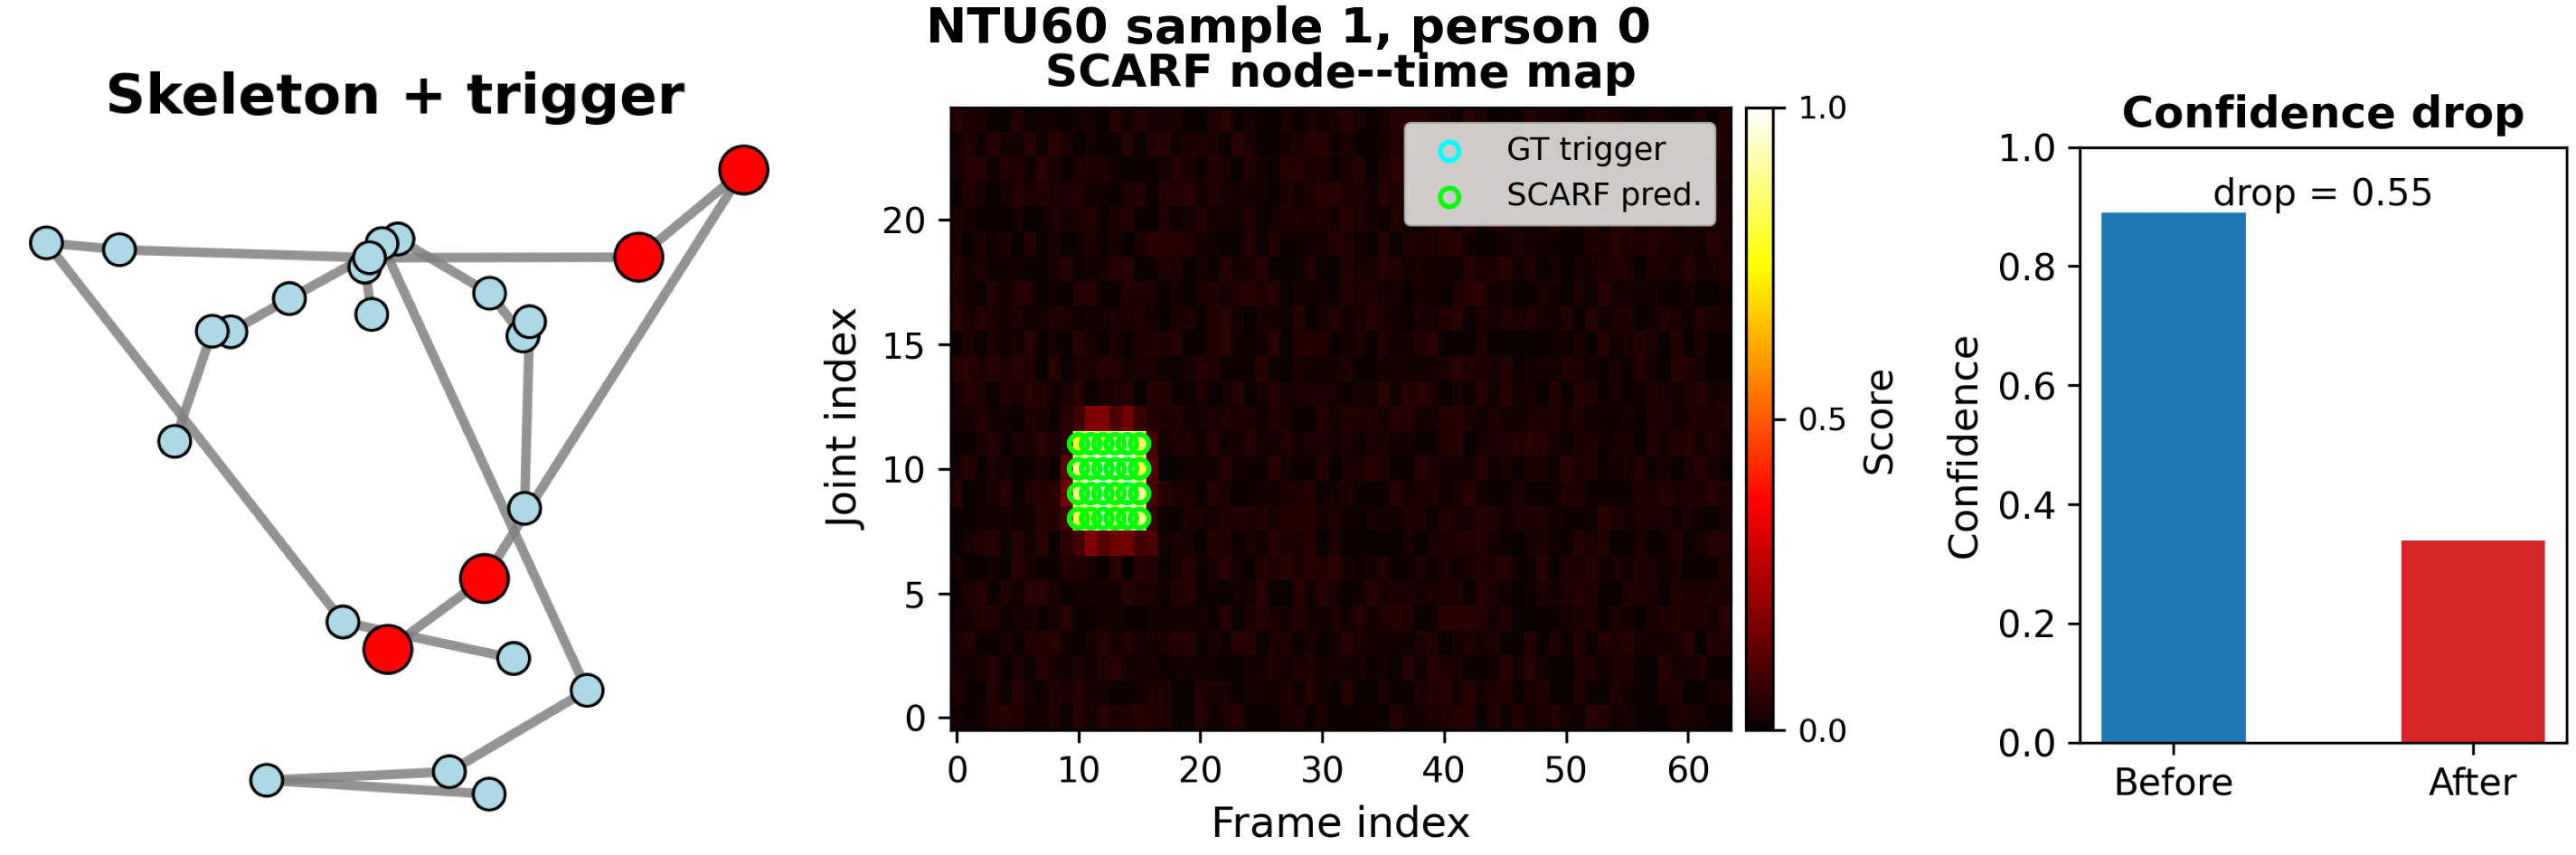 NTU60 sample 1, person 0
Skeleton + trigger
SCARF node--time map
GT trigger
SCARF pred.
Joint index
20
15
10
5
0
0 10 20 30 40 50 60
Frame index
1.0
0.5
0.0
Score
Confidence drop
drop = 0.55
Confidence
1.0
0.8
0.6
0.4
0.2
0.0
Before After